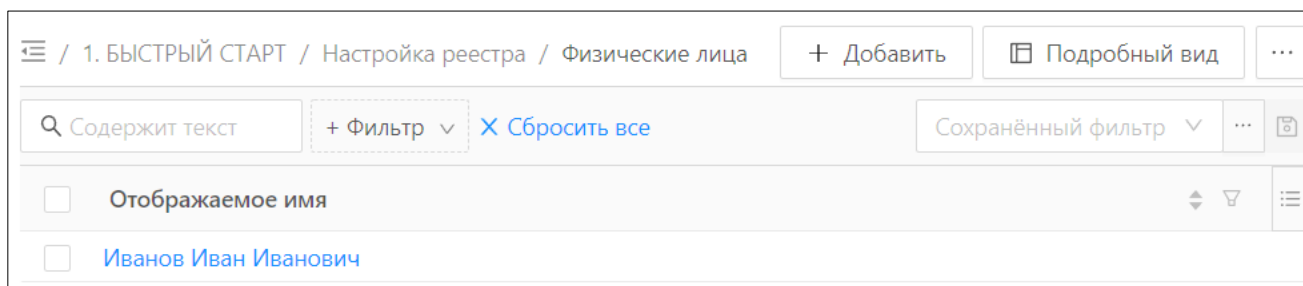 / 1. БЫСТРЫЙ СТАРТ / Настройка реестра / Физические лица + Добавить Подробный вид ...
Содержит текст + Фильтр Сбросить все Сохранённый фильтр ...
Отображаемое имя
Иванов Иван Иванович